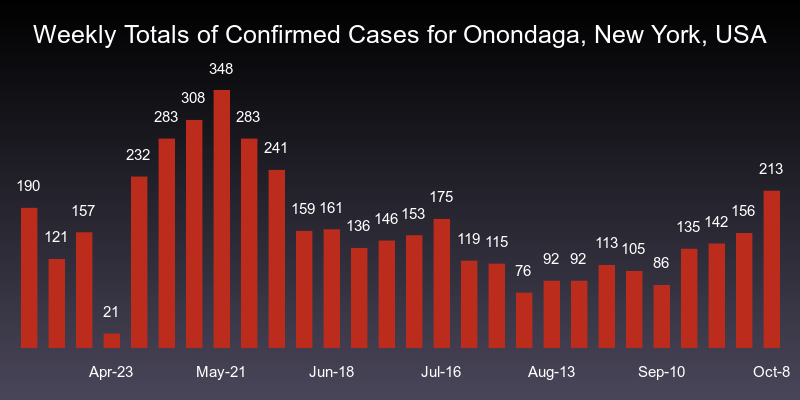 Weekly Totals of Confirmed Cases for Onondaga, New York, USA
348
308
283 283
232 241
213
190
175
157 159 161 153 156
146 142
136 135
121 119 115 113
105
92 92 86
76
21
Apr-23 May-21 Jun-18 Jul-16 Aug-13 Sep-10 Oct-8